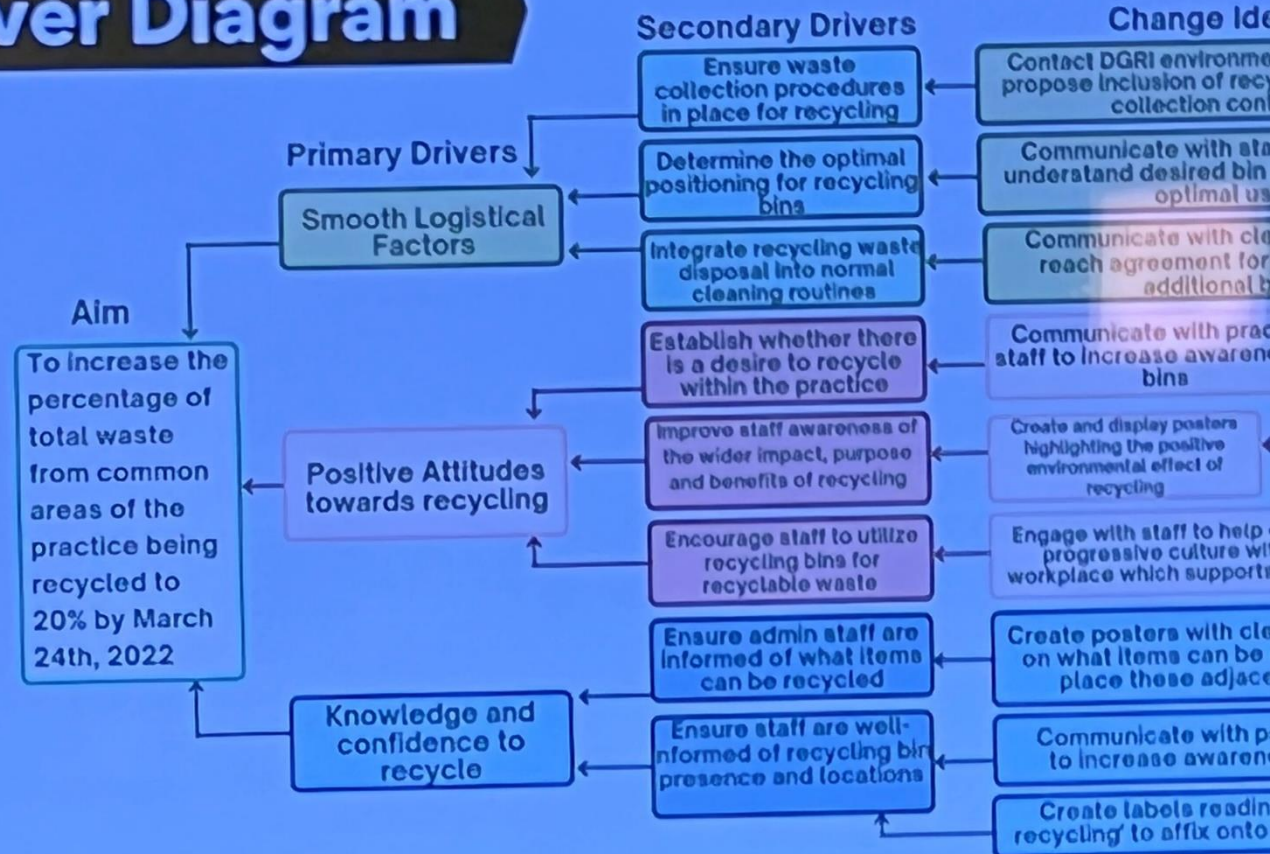 ver Diagram
Secondary Drivers
Change Ide
Primary Drivers
Aim
To increase the
percentage of
total waste
from common
areas of the
practice being
recycled to
20% by March
24th, 2022
Smooth Logistical
Factors
Positive Attitudes
towards recycling
Knowledge and
confidence to
recycle
Ensure waste
collection procedures
in place for recycling
Determine the optimal
positioning for recycling
bins
Integrate recycling waste
disposal into normal
cleaning routines
Establish whether there
is a desire to recycle
within the practice
Improve staff awareness of
the wider impact, purpose
and benefits of recycling
Encourage staff to utilize
recycling bins for
recyclable waste
Ensure admin staff are
informed of what items
can be recycled
Ensure staff are well-
nformed of recycling bin
presence and locations
Contact DGRI environme
propose inclusion of recy
collection con
Communicate with sta
understand desired bin
optimal us
Communicate with cle
reach agreement for
additional b
Communicate with prac
staff to increase awaren
bins
Create and display posters
highlighting the positive
environmental effect of
recycling
Engage with staff to help
progressive culture wi
workplace which supports
Create posters with cle
on what items can be
place these adjace
Communicate with p
to increase awaren
Create labels readin
recycling' to affix onto